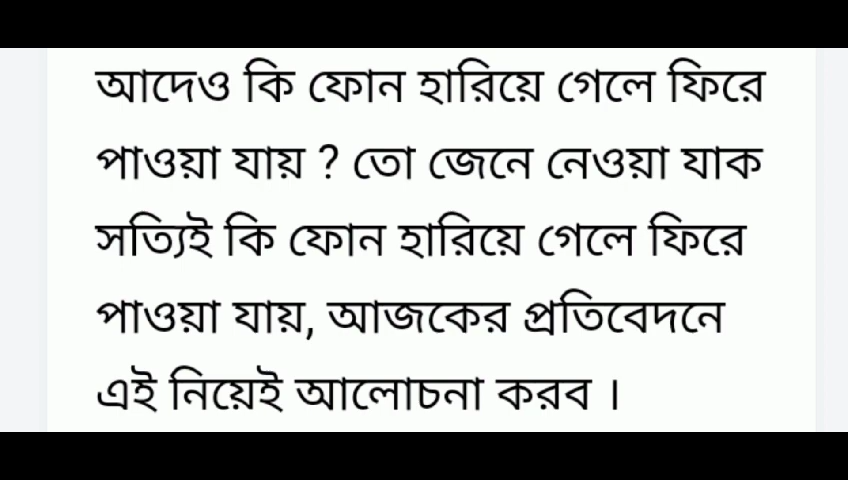 আদেও কি ফোন হারিয়ে গেলে ফিরে
পাওয়া যায় ? তো জেনে নেওয়া যাক
সত্যিই কি ফোন হারিয়ে গেলে ফিরে
পাওয়া যায়, আজকের প্রতিবেদনে
এই নিয়েই আলোচনা করব ।